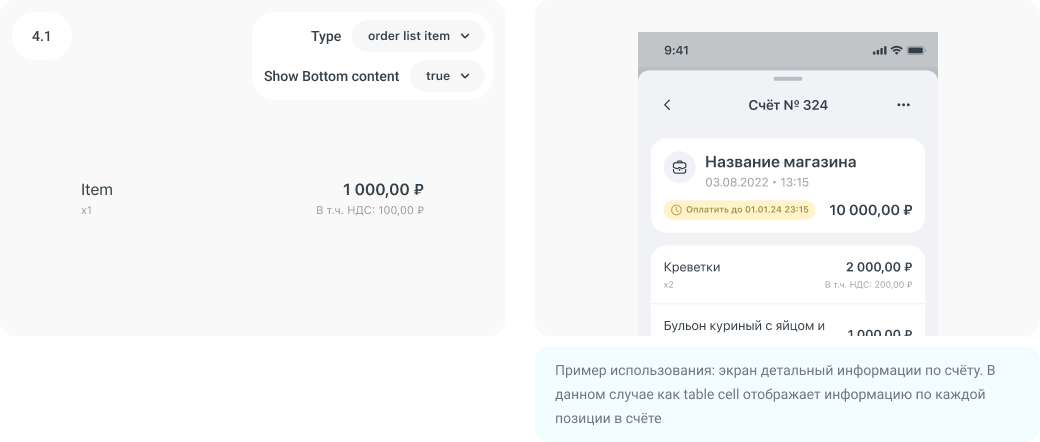 4.1
Type
order list item
Show Bottom content
true
Item
1 000,00 ₽
x1
В т.ч. НДС: 100,00 ₽
9:41
Счёт № 324
Название магазина
03.08.2022 • 13:15
Оплатить до 01.01.24 23:15
10 000,00 ₽
Креветки
2 000,00 ₽
x2
В т.ч. НДС: 200,00 ₽
Бульон куриный с яйцом и
1 000,00 ₽
Пример использования: экран детальный информации по счёту. В
данном случае как table cell отображает информацию по каждой
позиции в счёте